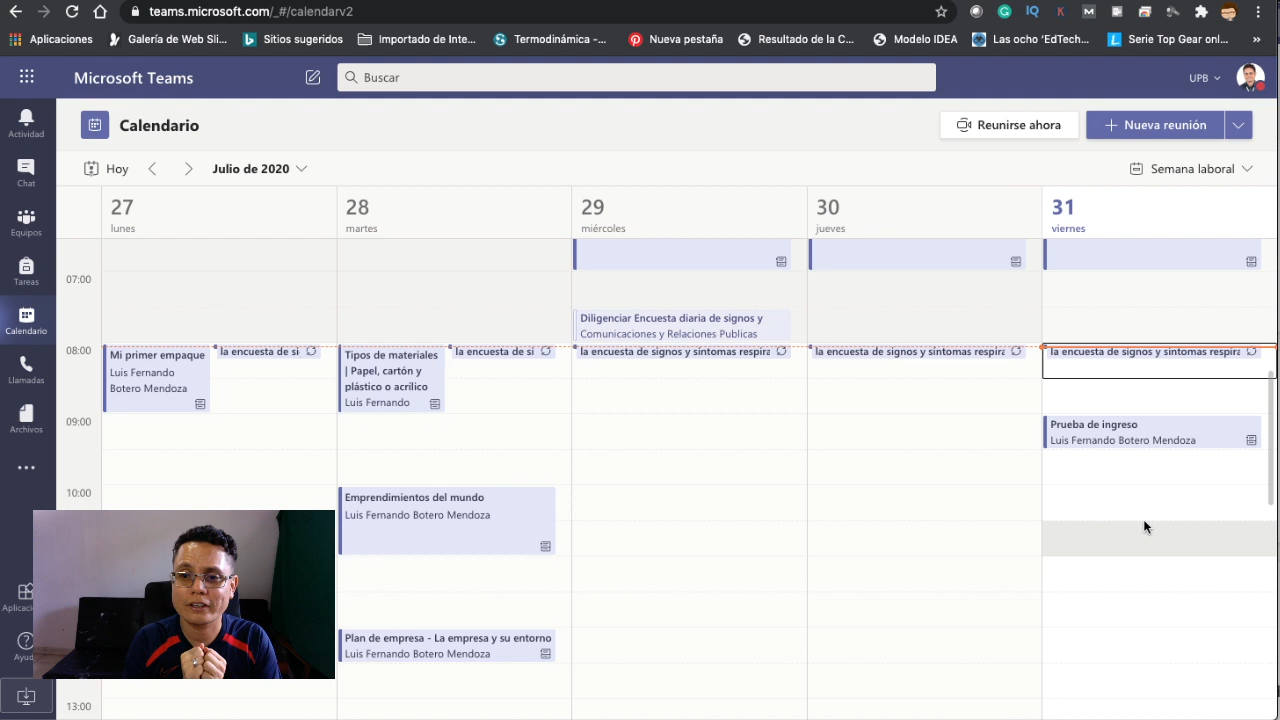 teams.microsoft.com/_#/calendarv2
Aplicaciones
Galería de Web Sli...
Sitios sugeridos
Importado de Inte...
Termodinámica -...
Nueva pestaña
Resultado de la C...
Modelo IDEA
Las ocho ‘EdTech...
Serie Top Gear onl...
»
Microsoft Teams
Buscar
UPB
Actividad
Chat
Equipos
Tareas
Calendario
Llamadas
Archivos
Calendario
Reunirse ahora
+ Nueva reunión
Hoy
Julio de 2020
Semana laboral
27
lunes
28
martes
29
miércoles
30
jueves
31
viernes
07:00
Diligenciar Encuesta diaria de signos y
Comunicaciones y Relaciones Publicas
08:00
Mi primer empaque
Luis Fernando
Botero Mendoza
la encuesta de si
Tipos de materiales
| Papel, cartón y
plástico o acrílico
Luis Fernando
la encuesta de si
la encuesta de signos y síntomas respira
la encuesta de signos y síntomas respira
la encuesta de signos y síntomas respira
09:00
Prueba de ingreso
Luis Fernando Botero Mendoza
10:00
Emprendimientos del mundo
Luis Fernando Botero Mendoza
Plan de empresa - La empresa y su entorno
Luis Fernando Botero Mendoza
13:00